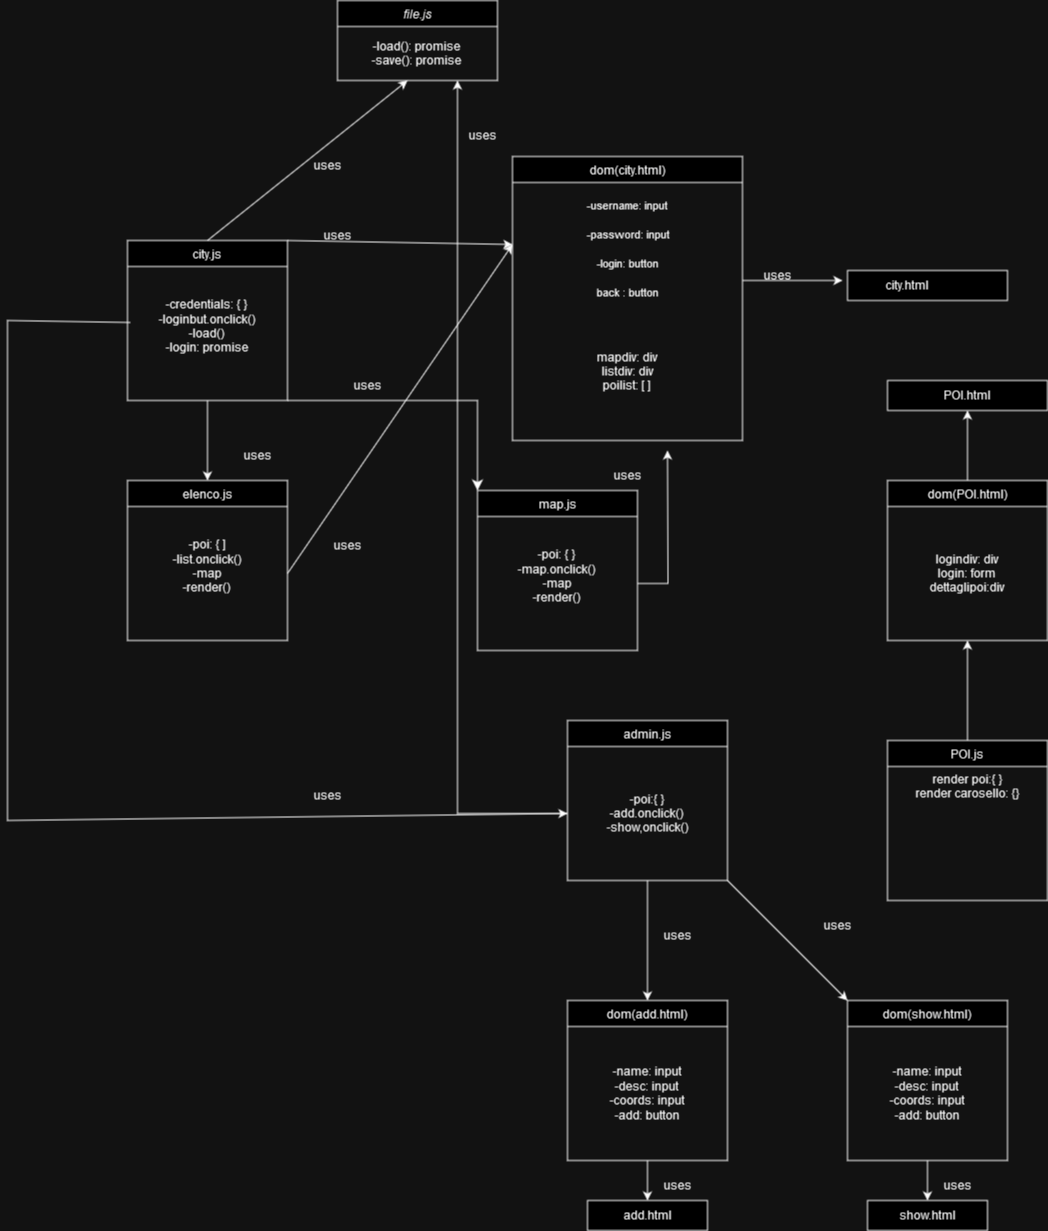 file.js
-load(): promise
-save(): promise
uses
uses
dom(city.html)
-username: input
-password: input
-login: button
back : button
mapdiv: div
listdiv: div
poilist: [ ]
uses
city.js
-credentials: { }
-loginbut.onclick()
-load()
-login: promise
uses
city.html
uses
POI.html
uses
elenco.js
-poi: { ]
-list.onclick()
-map
-render()
uses
uses
map.js
-poi: { }
-map.onclick()
-map
-render()
dom(POI.html)
logindiv: div
login: form
dettaglipoi:div
admin.js
-poi:{ }
-add.onclick()
-show,onclick()
POI.js
render poi:{ }
render carosello: {}
uses
uses
uses
dom(add.html)
-name: input
-desc: input
-coords: input
-add: button
dom(show.html)
-name: input
-desc: input
-coords: input
-add: button
uses
uses
add.html
show.html